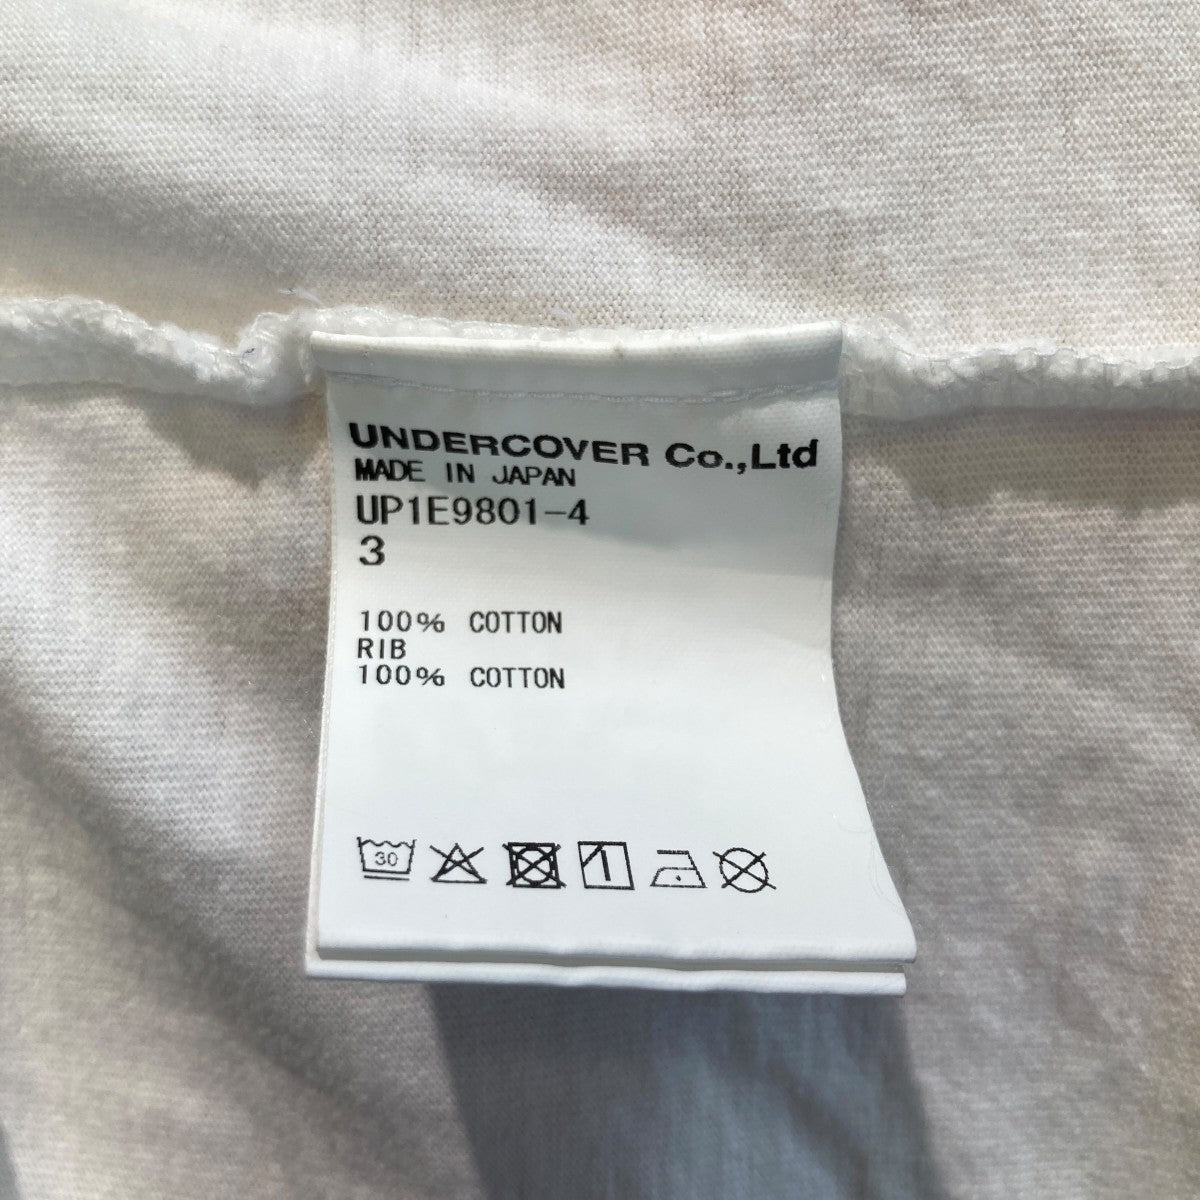 UNDERCOVER Co.,Ltd
MADE IN JAPAN
UP1E9801-4
3
100% COTTON
RIB
100% COTTON
30